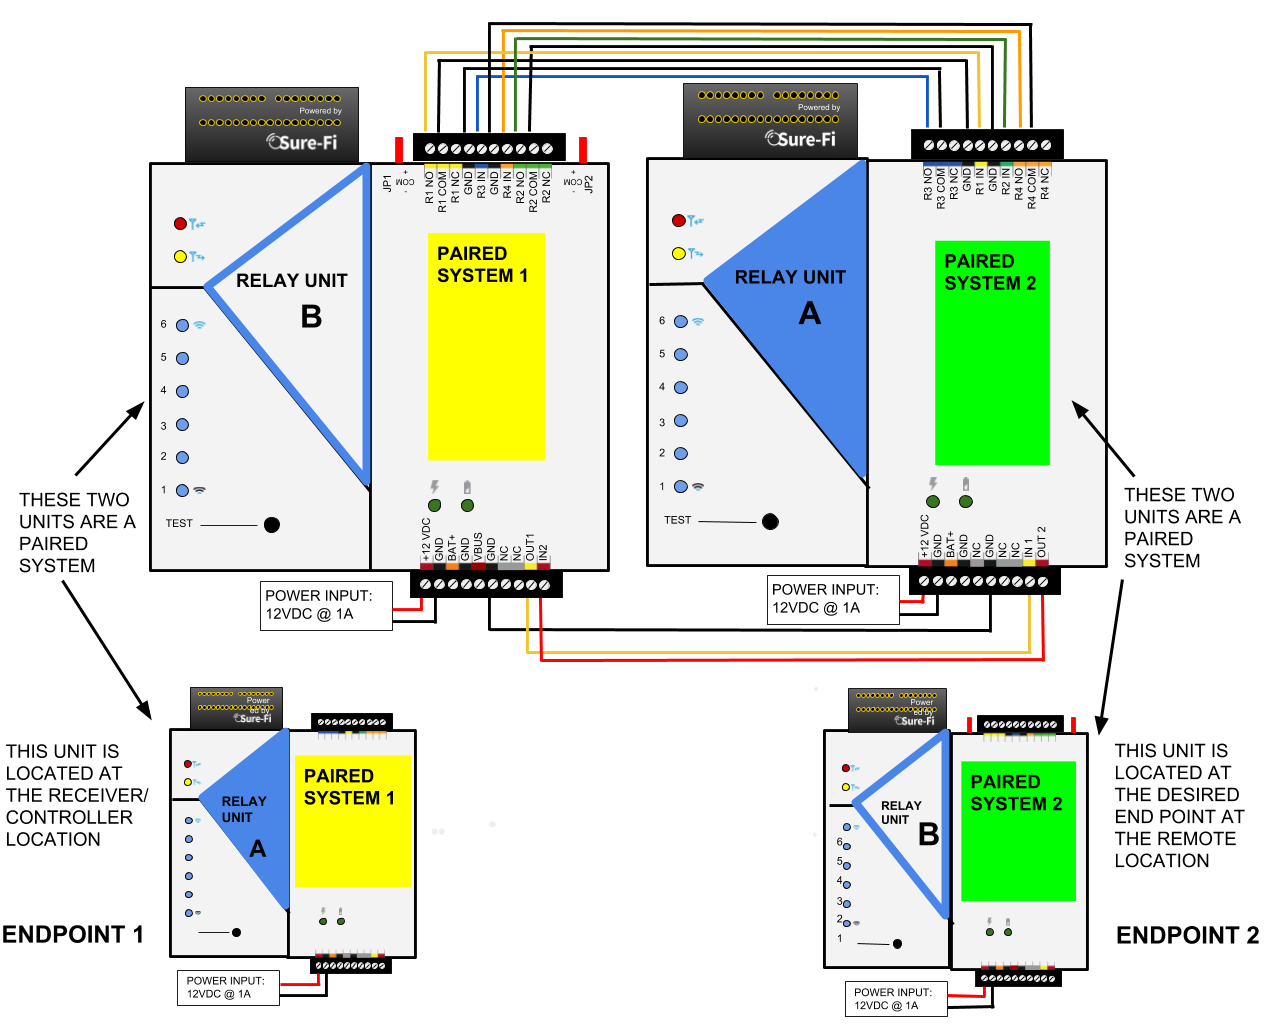 Powered by
Sure-Fi
JP1
+
COM
-
R1 NO
R1 COM
R1 NC
GND
R3 IN
GND
R4 IN
R2 NO
R2 COM
R2 NC
+
COM
-
JP2
RELAY UNIT
B
PAIRED
SYSTEM 1
6
5
4
3
2
1
TEST
+12 VDC
GND
BAT+
GND
VBUS
GND
NC
NC
OUT1
IN2
POWER INPUT:
12VDC @ 1A
Powered by
Sure-Fi
R3 NO
R3 COM
R3 NC
GND
R1 IN
GND
R2 IN
R4 NO
R4 COM
R4 NC
RELAY UNIT
A
PAIRED
SYSTEM 2
6
5
4
3
2
1
TEST
+12 VDC
GND
BAT+
GND
NC
GND
NC
NC
IN 1
OUT 2
POWER INPUT:
12VDC @ 1A
THESE TWO
UNITS ARE A
PAIRED
SYSTEM
THESE TWO
UNITS ARE A
PAIRED
SYSTEM
THIS UNIT IS
LOCATED AT
THE RECEIVER/
CONTROLLER
LOCATION
ENDPOINT 1
Power
ed by
Sure-Fi
RELAY
UNIT
A
PAIRED
SYSTEM 1
POWER INPUT:
12VDC @ 1A
Power
ed by
Sure-Fi
RELAY
UNIT
B
PAIRED
SYSTEM 2
6
5
4
3
2
1
POWER INPUT:
12VDC @ 1A
THIS UNIT IS
LOCATED AT
THE DESIRED
END POINT AT
THE REMOTE
LOCATION
ENDPOINT 2